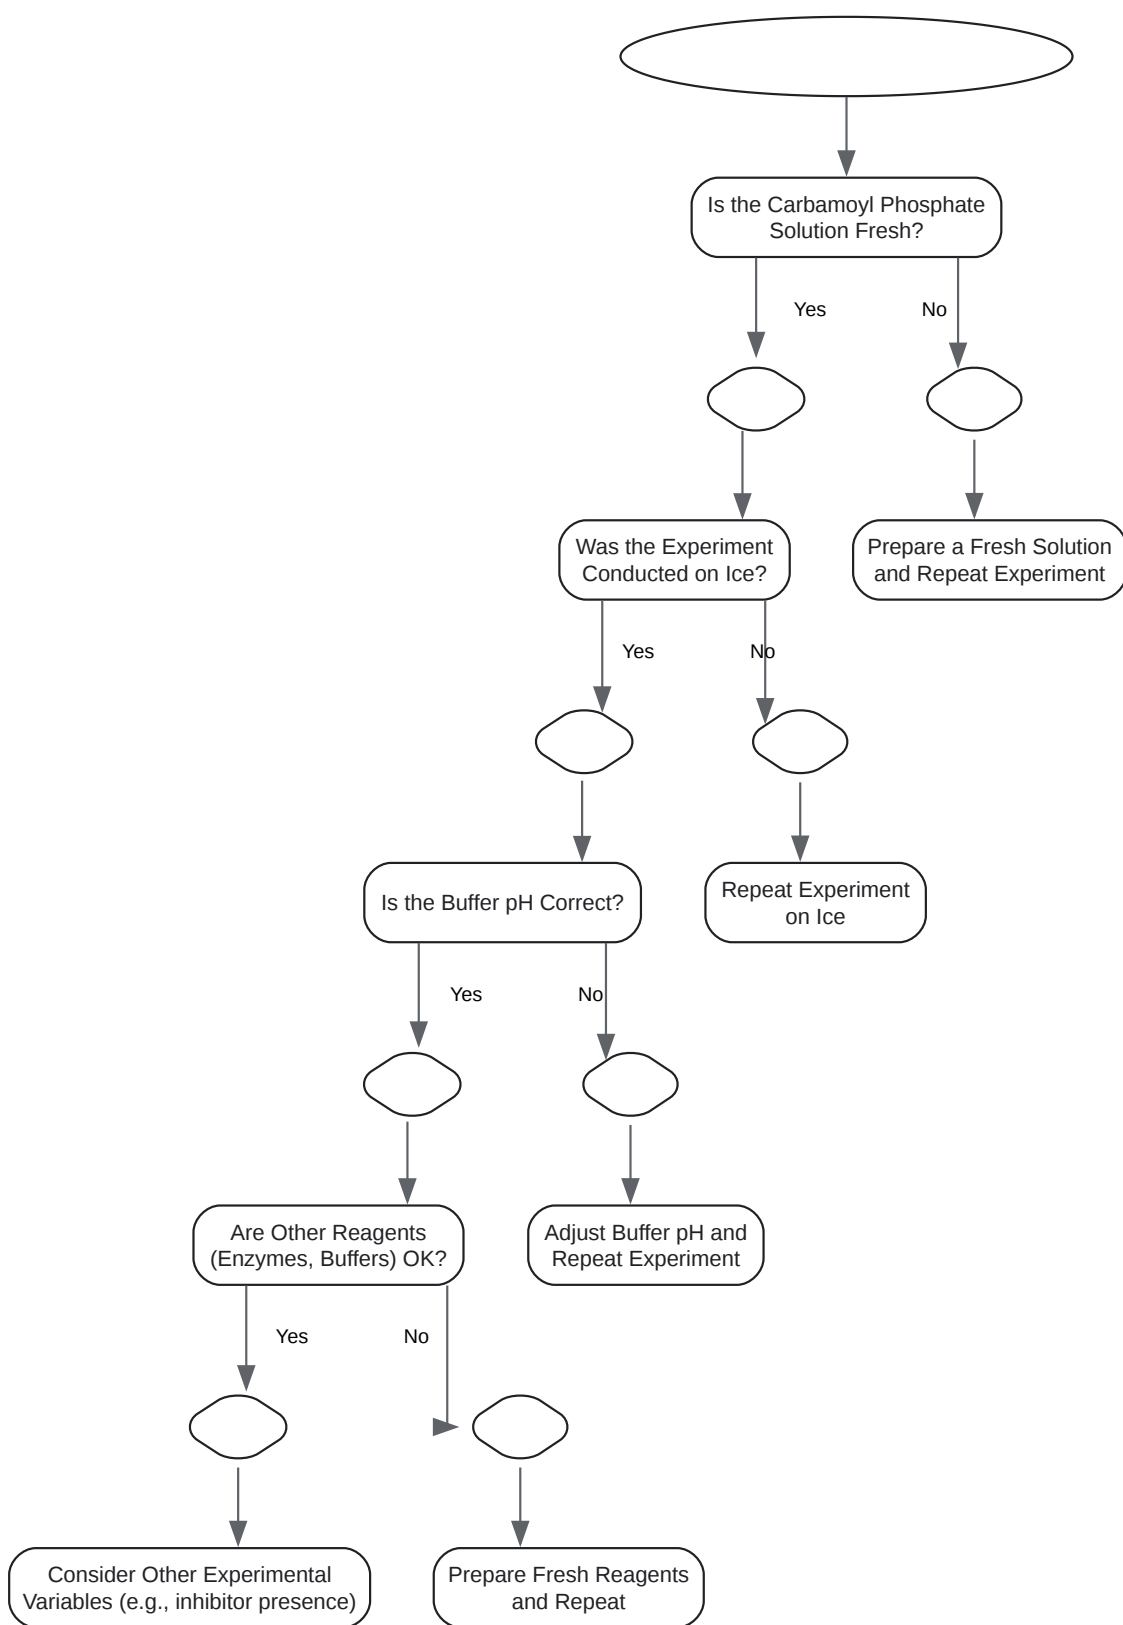 Is the Carbamoyl Phosphate
Solution Fresh?
Yes
No
Was the Experiment
Conducted on Ice?
Prepare a Fresh Solution
and Repeat Experiment
Yes
No
Is the Buffer pH Correct?
Repeat Experiment
on Ice
Yes
No
Are Other Reagents
(Enzymes, Buffers) OK?
Adjust Buffer pH and
Repeat Experiment
Yes
No
Consider Other Experimental
Variables (e.g., inhibitor presence)
Prepare Fresh Reagents
and Repeat